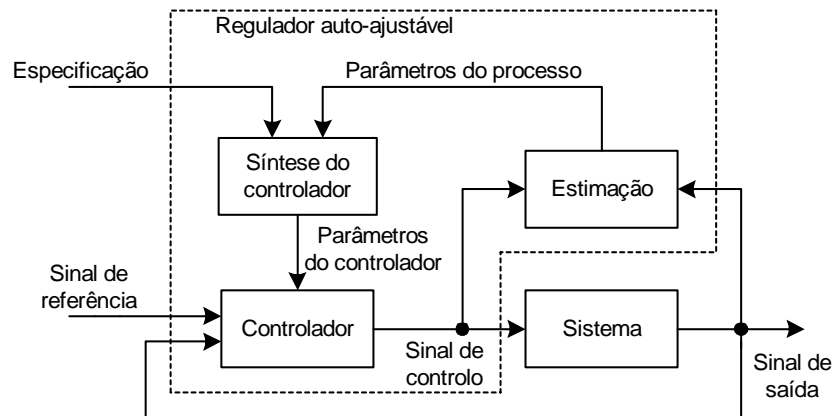 Regulador auto-ajustável
Especificação
Parâmetros do processo
Síntese do
controlador
Estimação
Parâmetros
do controlador
Sinal de
referência
Controlador
Sistema
Sinal de
controlo
Sinal de
saída